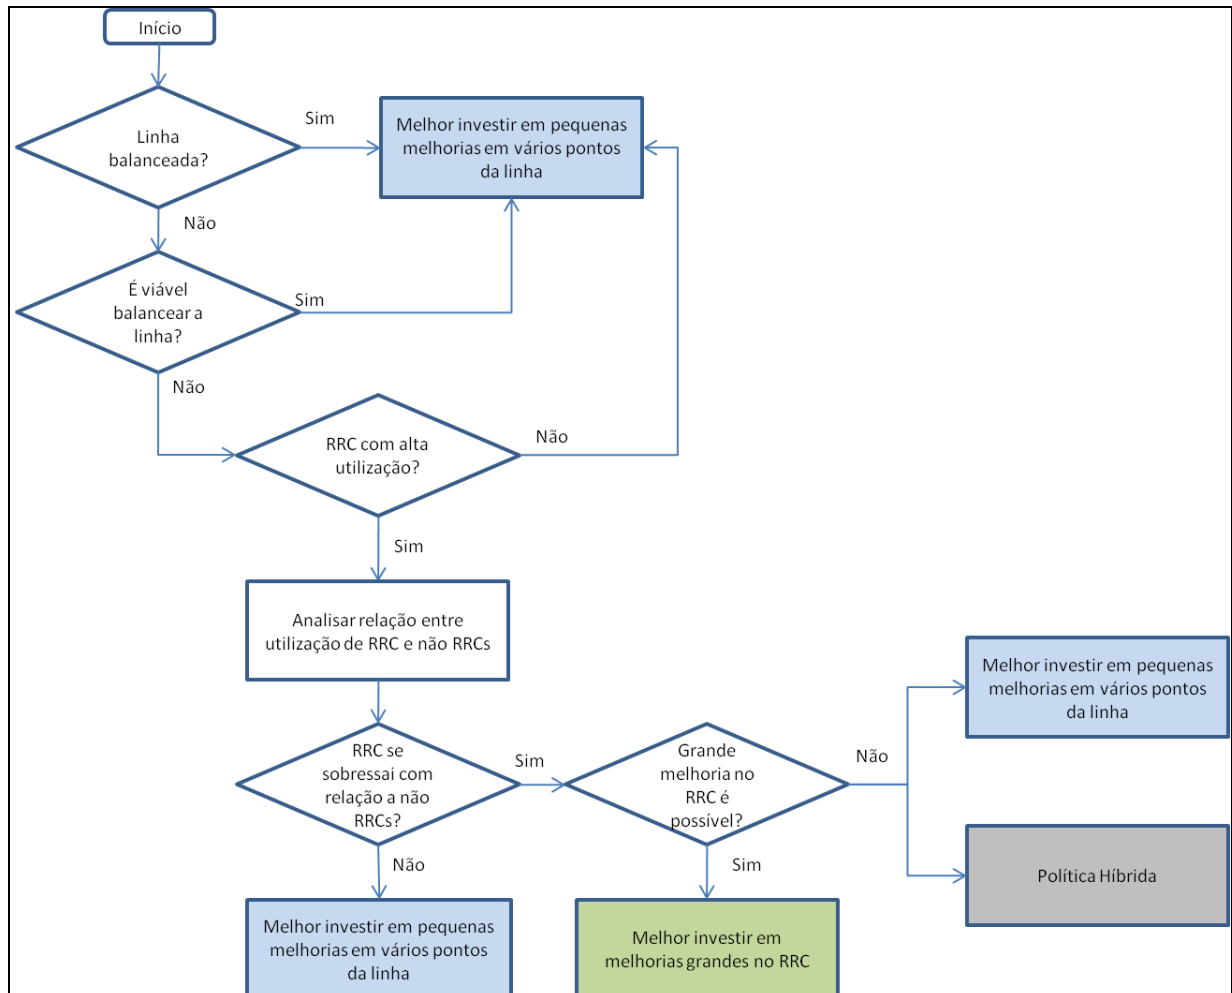 Início
Linha
balanceada?
Sim
Melhor investir em pequenas
melhorias em vários pontos
da linha
Não
É viável
balancear a
linha?
Sim
Não
RRC com alta
utilização?
Não
Sim
Analisar relação entre
utilização de RRC e não RRCs
RRC se
sobressai com
relação a não
RRCs?
Sim
Grande
melhoria no
RRC é
possível?
Não
Melhor investir em pequenas
melhorias em vários pontos
da linha
Política Híbrida
Não
Sim
Melhor investir em pequenas
melhorias em vários pontos
da linha
Melhor investir em
melhorias grandes no RRC